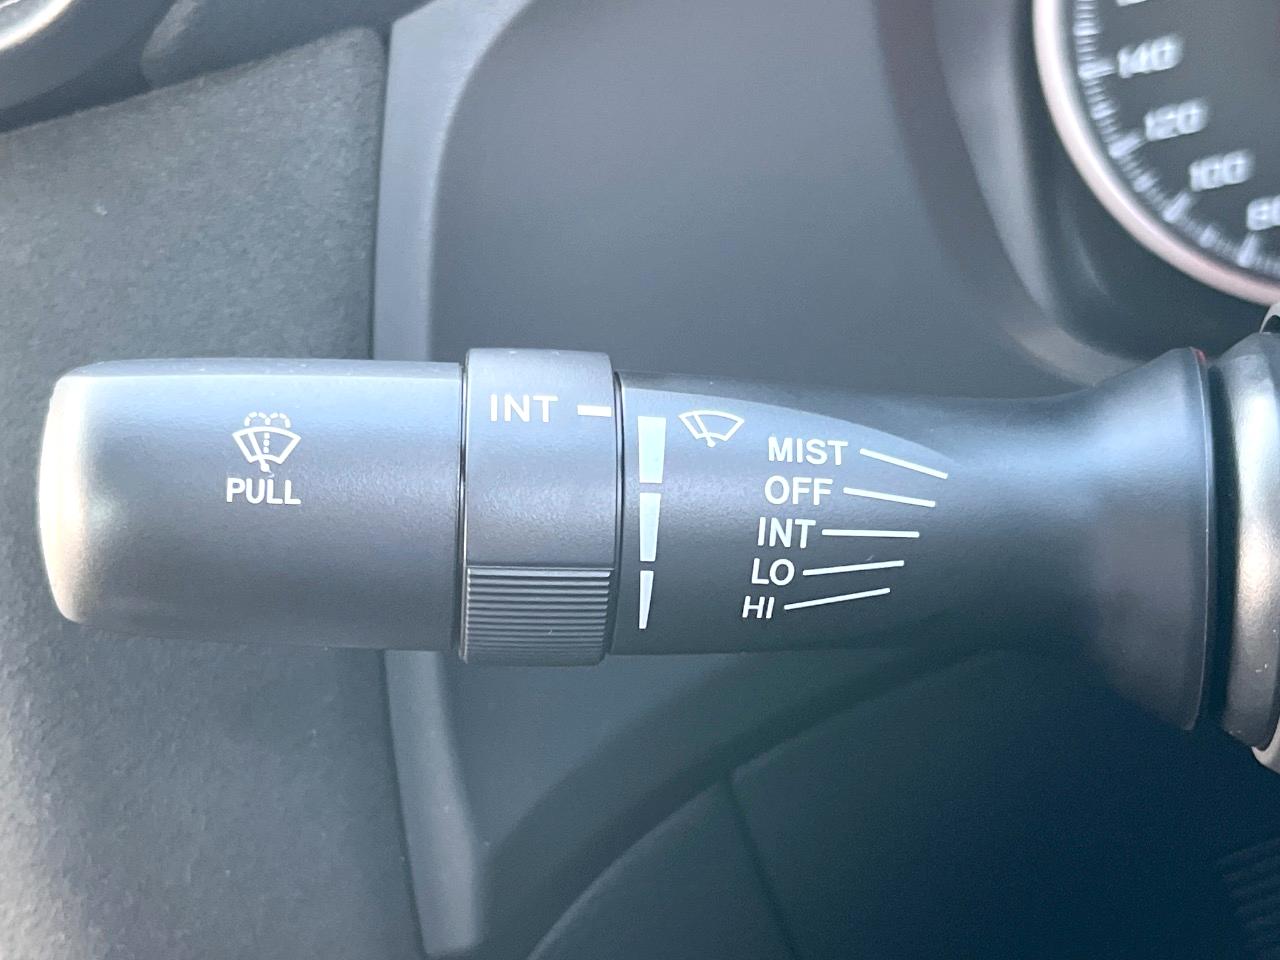 140
120
100
INT
PULL
MIST
OFF
INT
LO
HI